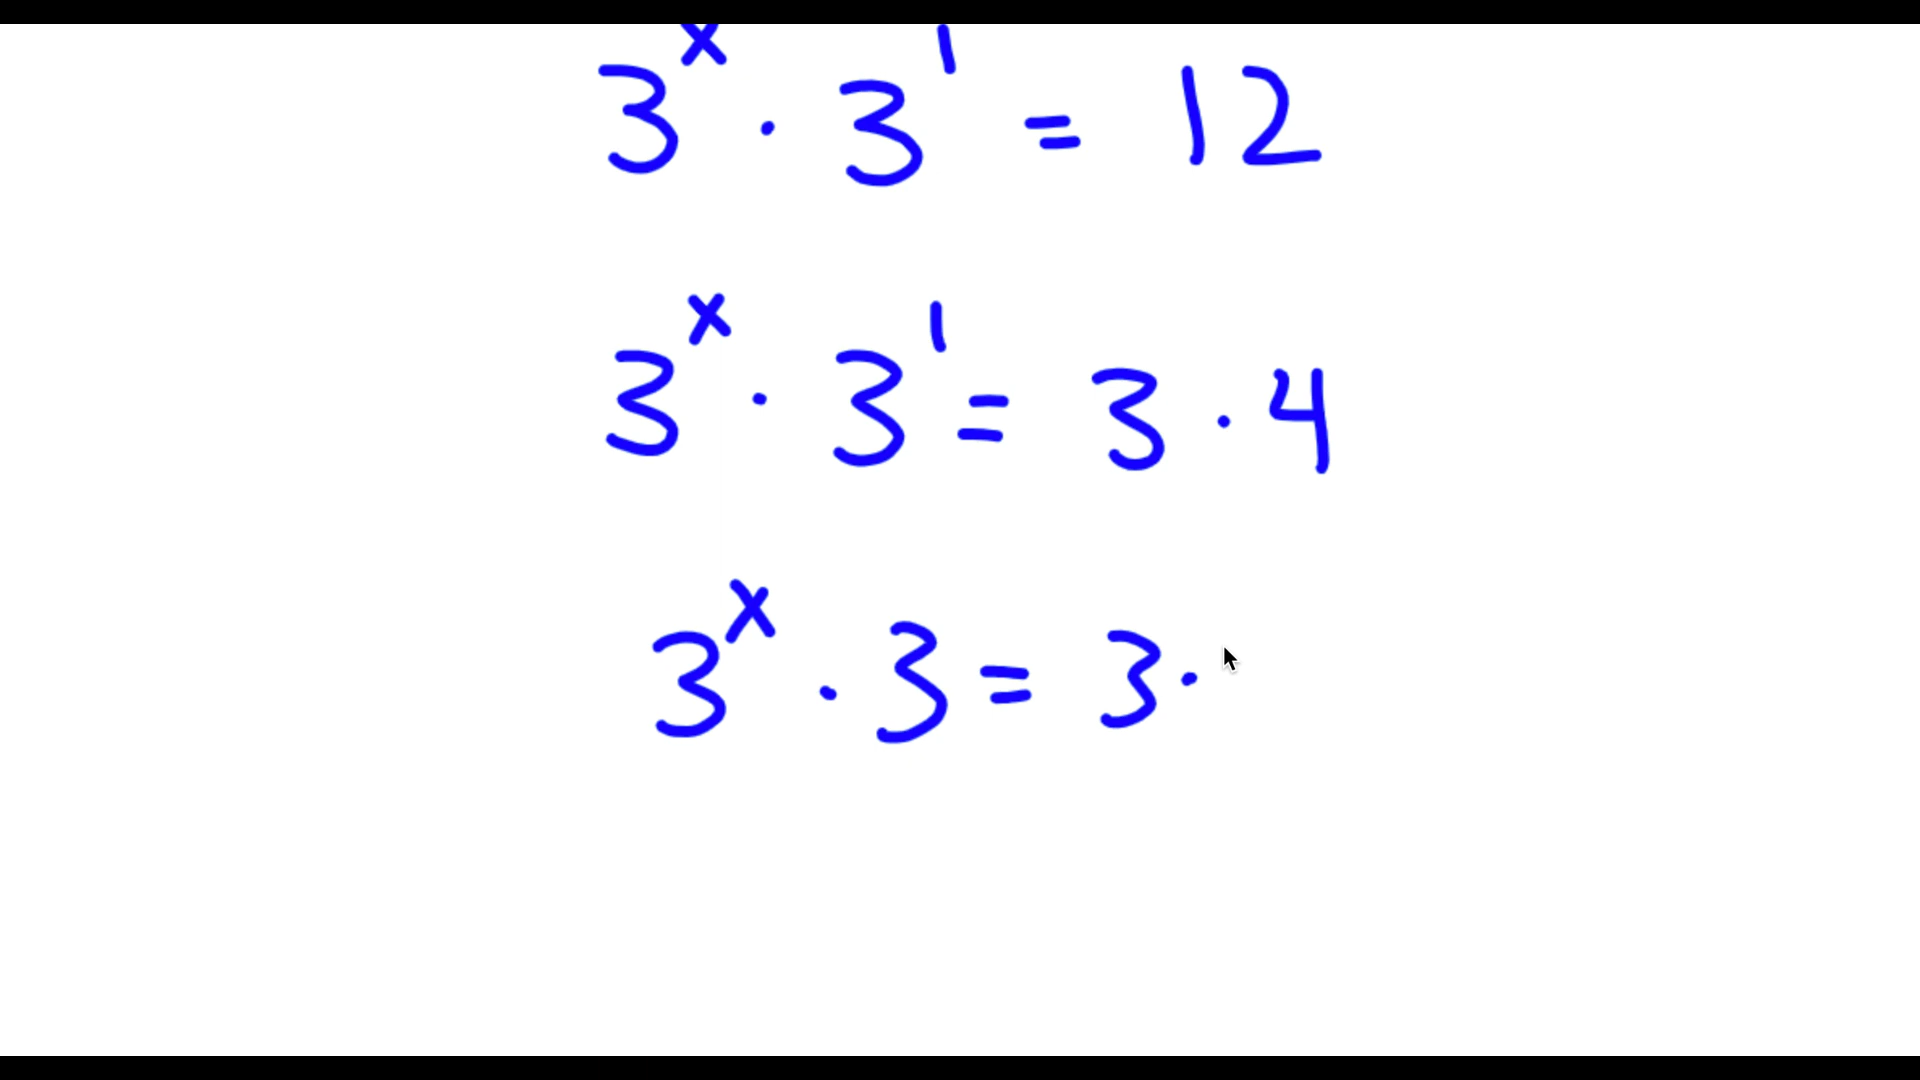 3^x · 3^1 = 12
3^x · 3^1 = 3 · 4
3^x · 3 = 3 ·